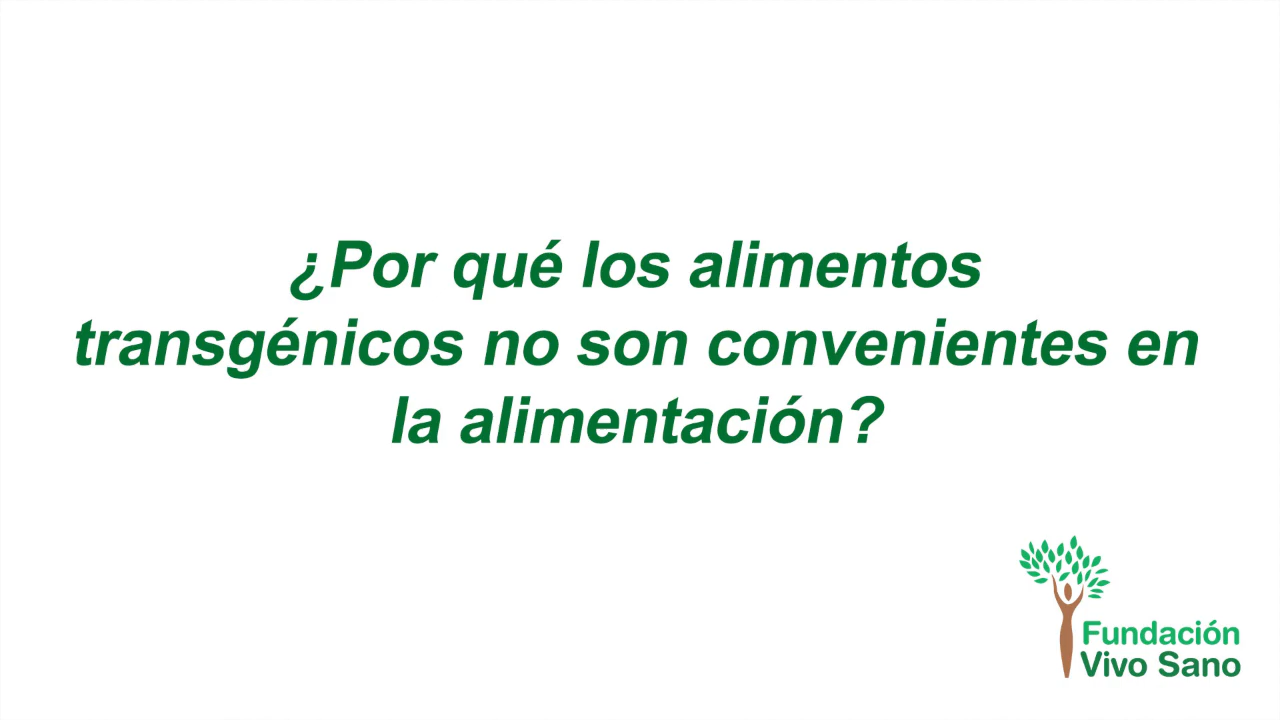 ¿Por qué los alimentos
transgénicos no son convenientes en
la alimentación?
Fundación
Vivo Sano